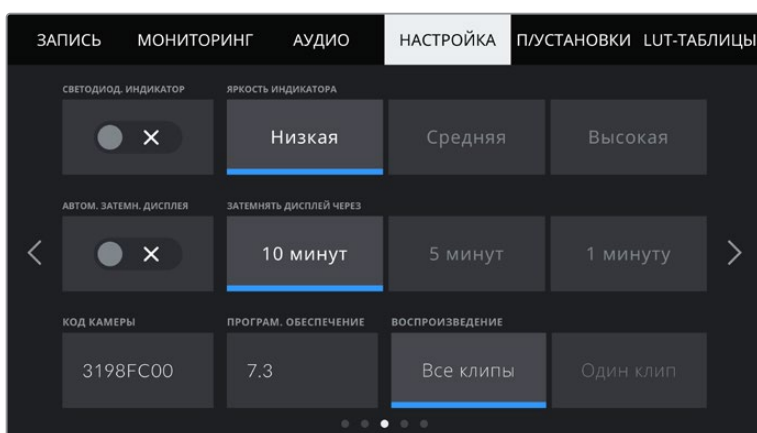 ЗАПИСЬ МОНИТОРИНГ АУДИО НАСТРОЙКА П/УСТАНОВКИ LUT-ТАБЛИЦЫ
СВЕТОДИОД. ИНДИКАТОР ЯРКОСТЬ ИНДИКАТОРА
Низкая Средняя Высокая
АВТОМ. ЗАТЕМН. ДИСПЛЕЯ ЗАТЕМНЯТЬ ДИСПЛЕЙ ЧЕРЕЗ
10 минут 5 минут 1 минуту
КОД КАМЕРЫ ПРОГРАМ. ОБЕСПЕЧЕНИЕ ВОСПРОИЗВЕДЕНИЕ
3198FC00 7.3 Все клипы Один клип